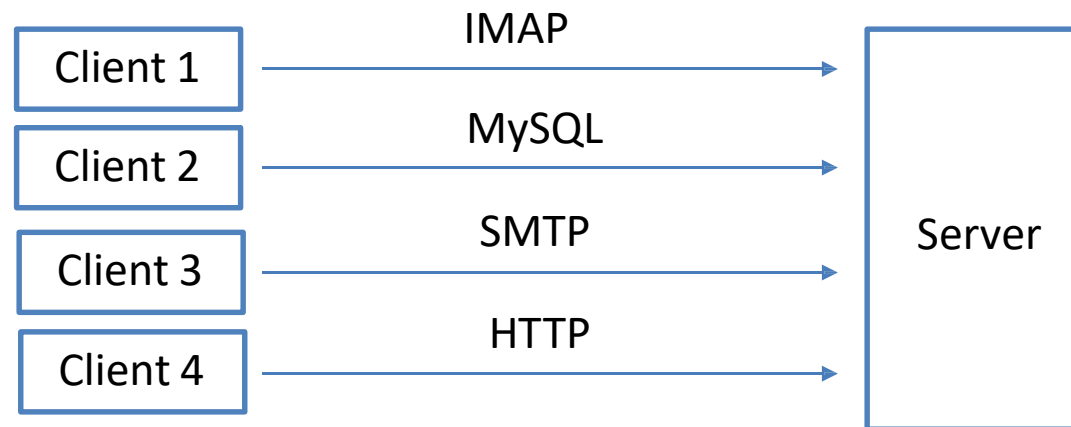 IMAP
Client 1
MySQL
Client 2
SMTP
Server
Client 3
HTTP
Client 4